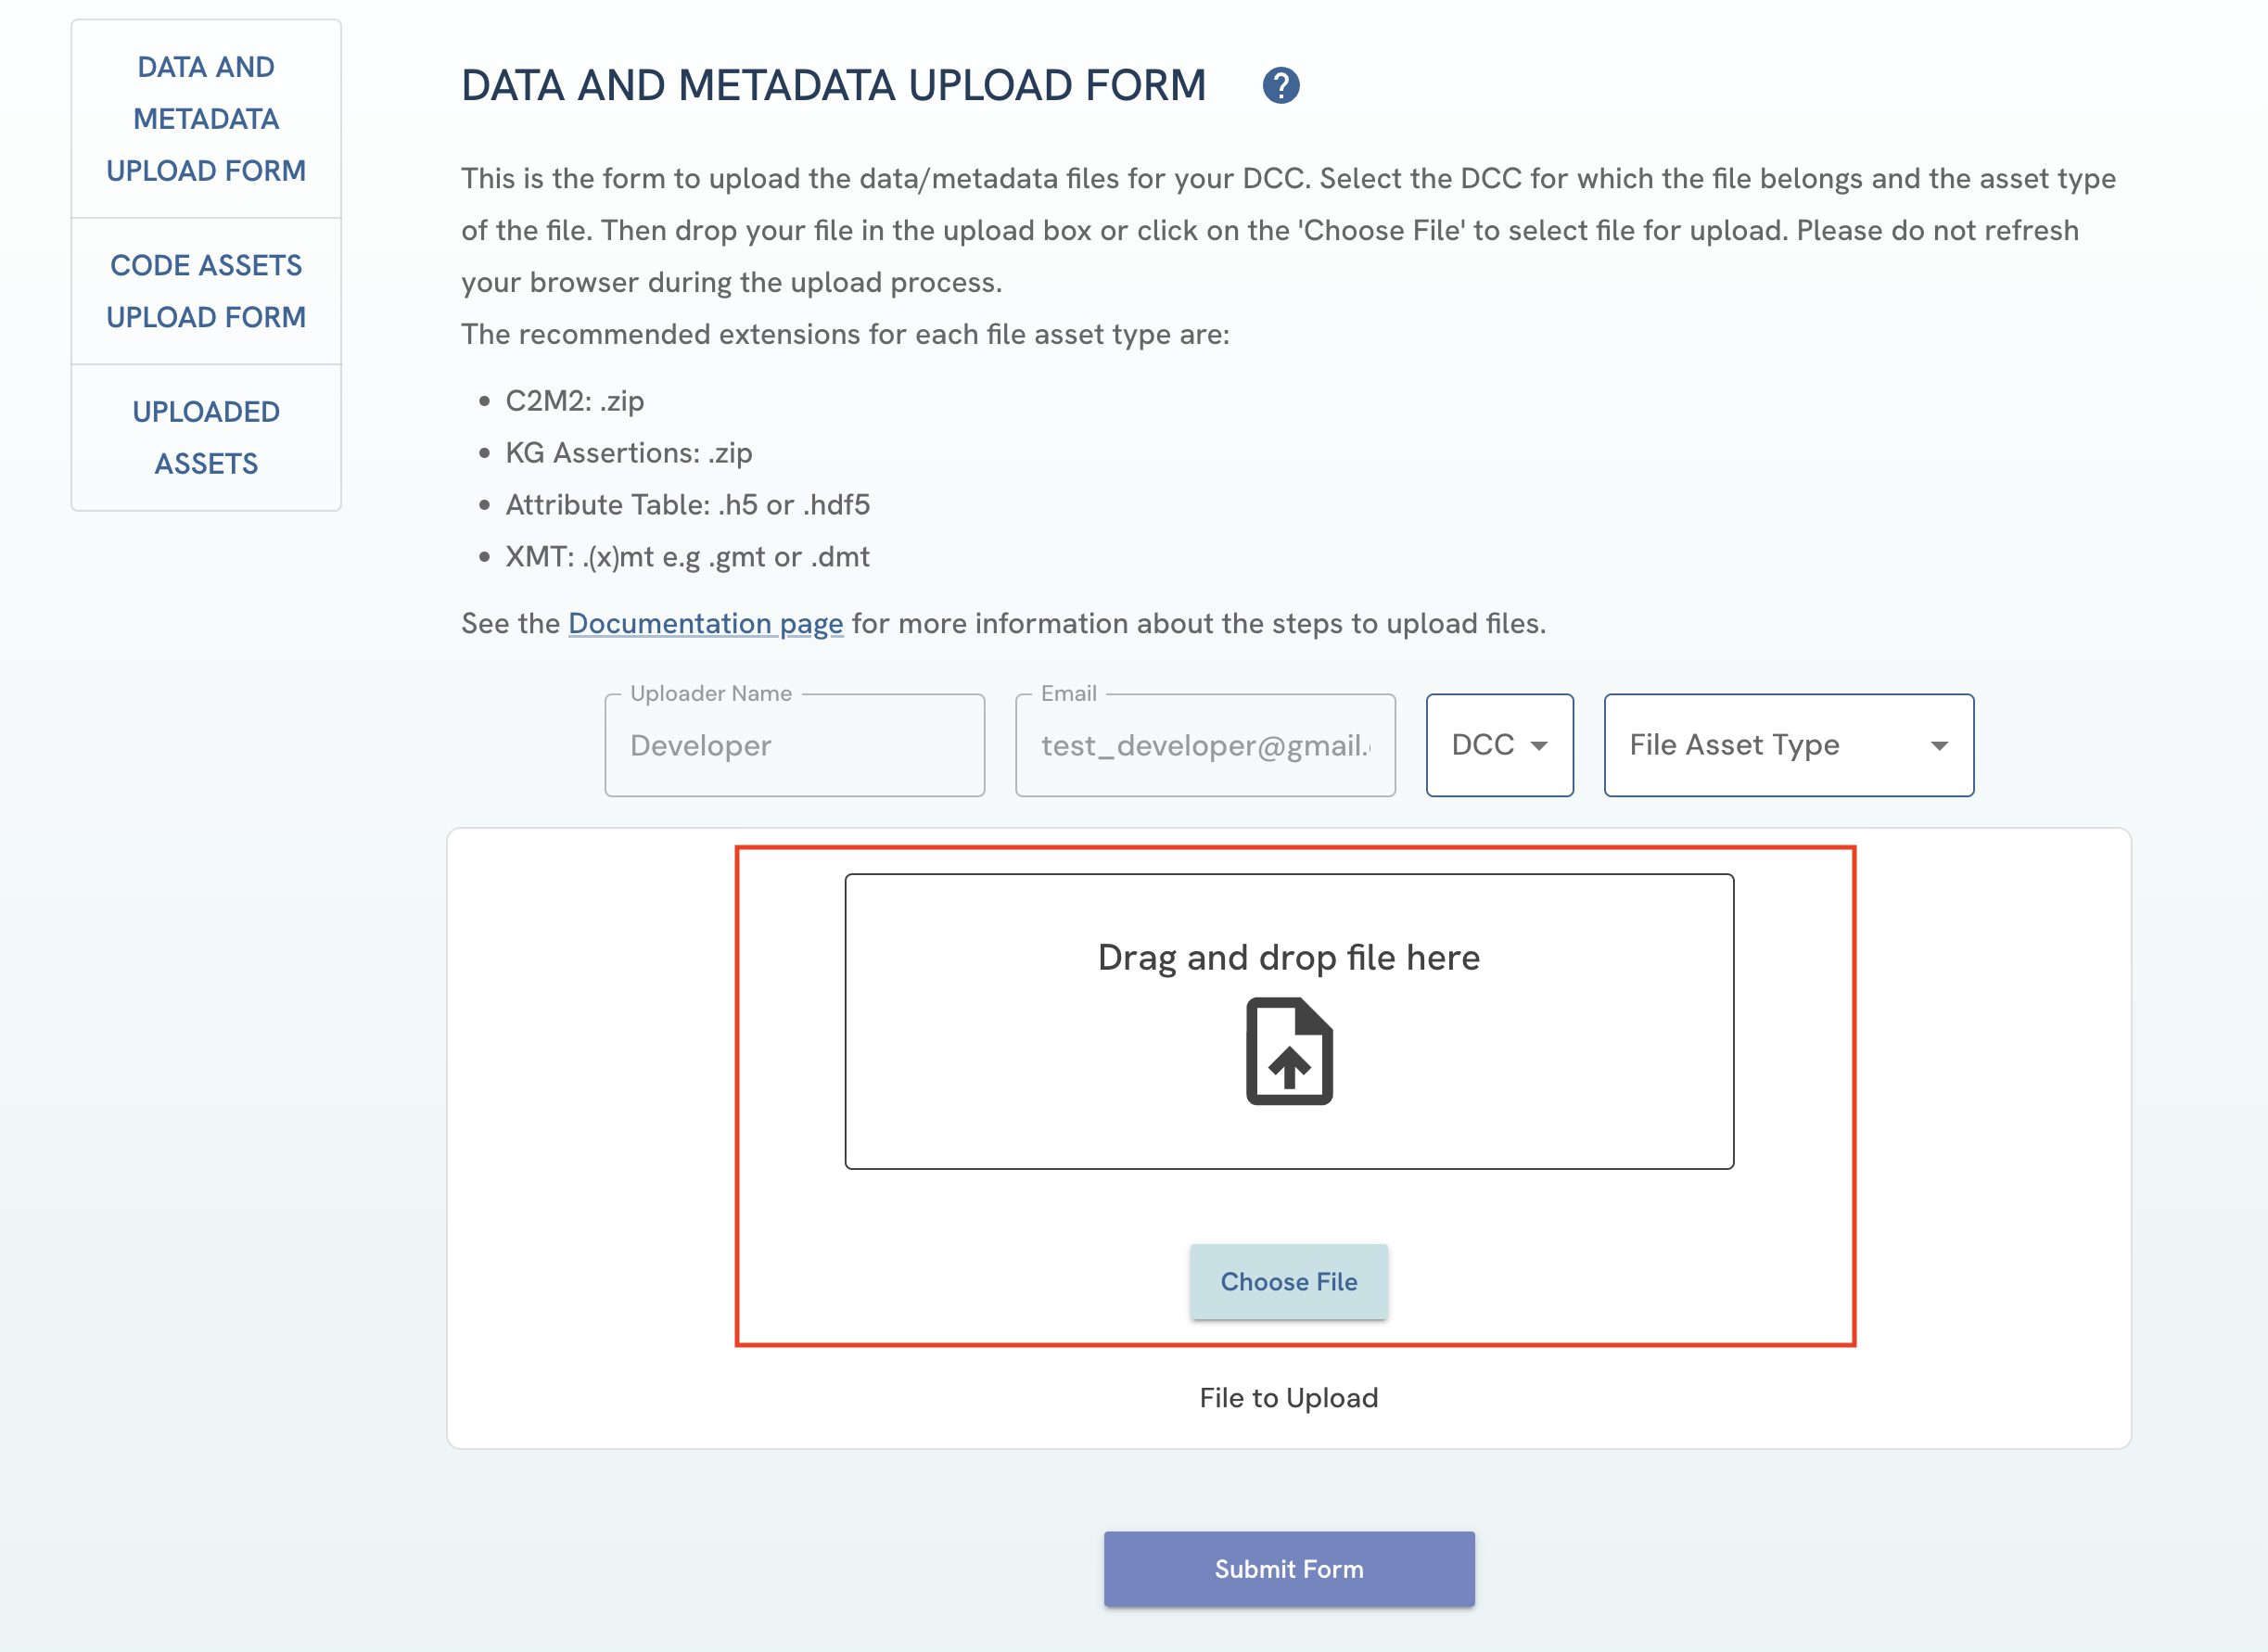 DATA AND
METADATA
UPLOAD FORM
CODE ASSETS
UPLOAD FORM
UPLOADED
ASSETS
DATA AND METADATA UPLOAD FORM ?
This is the form to upload the data/metadata files for your DCC. Select the DCC for which the file belongs and the asset type
of the file. Then drop your file in the upload box or click on the 'Choose File' to select file for upload. Please do not refresh
your browser during the upload process.
The recommended extensions for each file asset type are:
• C2M2: .zip
• KG Assertions: .zip
• Attribute Table: .h5 or .hdf5
• XMT: .(x)mt e.g .gmt or .dmt
See the Documentation page for more information about the steps to upload files.
Uploader Name
Developer
Email
test_developer@gmail.
DCC
File Asset Type
Drag and drop file here
Choose File
File to Upload
Submit Form